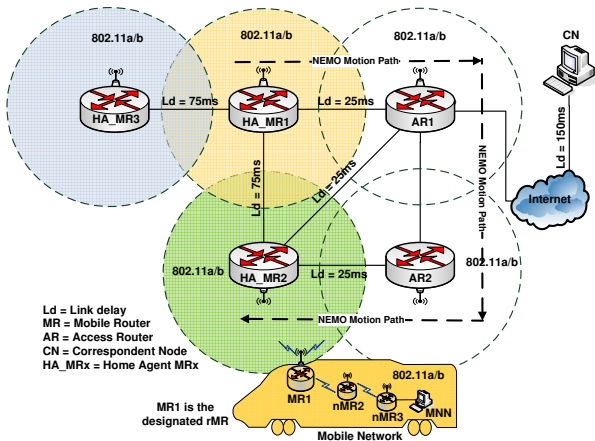 802.11a/b
802.11a/b
802.11a/b
CN
NEMO Motion Path
Ld = 75ms
Ld = 25ms
HA_MR3
HA_MR1
AR1
Ld = 150ms
NEMO Motion Path
Ld = 75ms
Ld = 25ms
Internet
802.11a/b
HA_MR2
Ld = 25ms
AR2
802.11a/b
NEMO Motion Path
Ld = Link delay
MR = Mobile Router
AR = Access Router
CN = Correspondent Node
HA_MRx = Home Agent MRx
802.11a/b
MR1
nMR2
nMR3
MNN
MR1 is the
designated rMR
Mobile Network